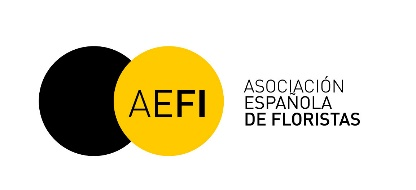 AEFI
ASOCIACIÓN
ESPAÑOLA
DE FLORISTAS